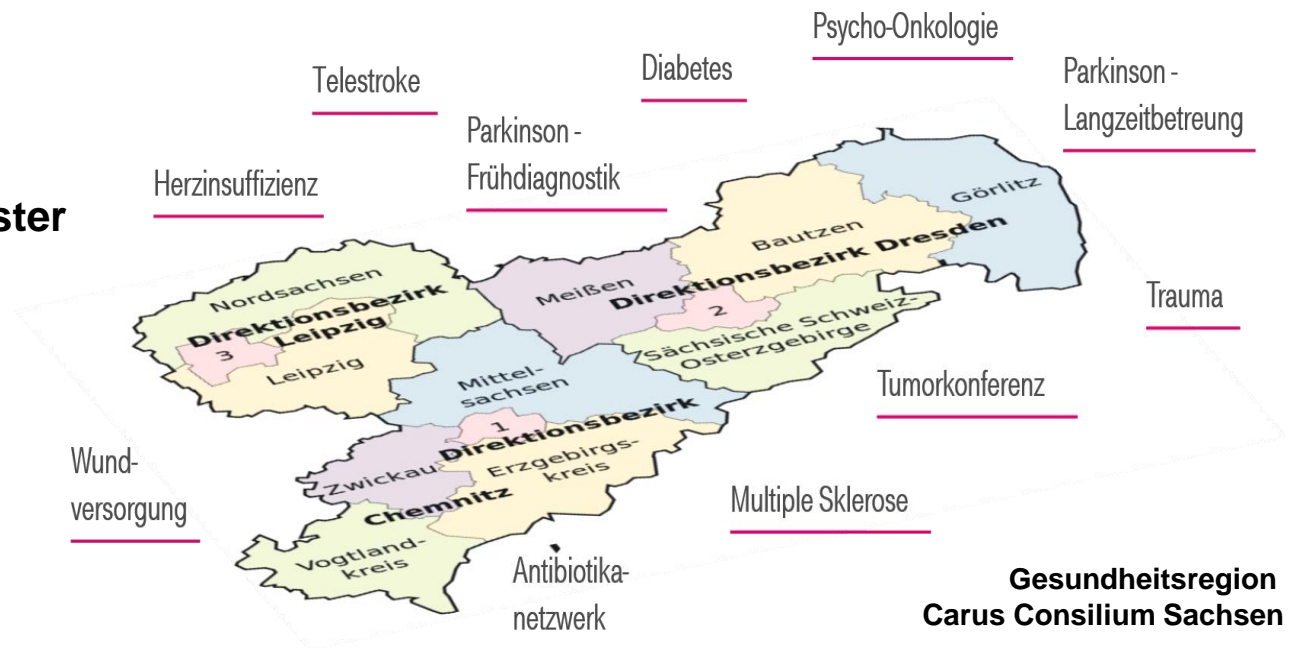 Psycho-Onkologie
Telestroke
Diabetes
Parkinson -
Langzeitbetreung
Parkinson -
Frühdiagnostik
Herzinsuffizienz
ster
Görlitz
Bautzen
Direktionsbezirk Dresden
Nordsachsen
Meißen
Direktionsbezirk
Leipzig
3
Leipzig
2
Sächsische Schweiz-
Osterzgebirge
Trauma
Mittel-
sachsen
Tumorkonferenz
1
Direktionsbezirk
Chemnitz
Zwickau
Erzgebirgs-
kreis
Wund-
versorgung
Multiple Sklerose
Vogtland-
kreis
Antibiotika-
netzwerk
Gesundheitsregion
Carus Consilium Sachsen